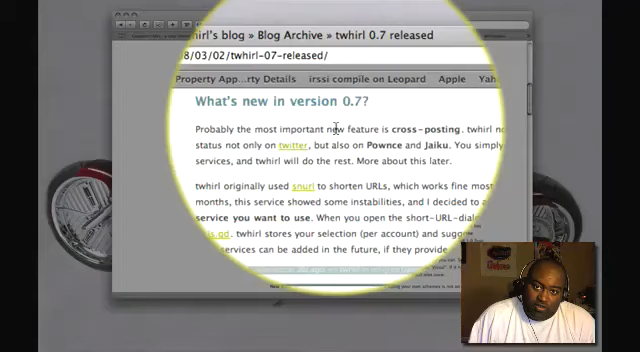 hirl's blog » Blog Archive » twhirl 0.7 released
8/03/02/twhirl-07-released/
Property App...rty Details irssi compile on Leopard Apple Yah
What's new in version 0.7?
Probably the most important new feature is cross-posting. twhirl no
status not only on twitter, but also on Pownce and Jaiku. You simply
services, and twhirl will do the rest. More about this later.
twhirl originally used snurl to shorten URLs, which works fine most
months, this service showed some instabilities, and I decided to a
service you want to use. When you open the short-URL-dialo
is.gd. twhirl stores your selection (per account) and sugg
services can be added in the future, if they provide